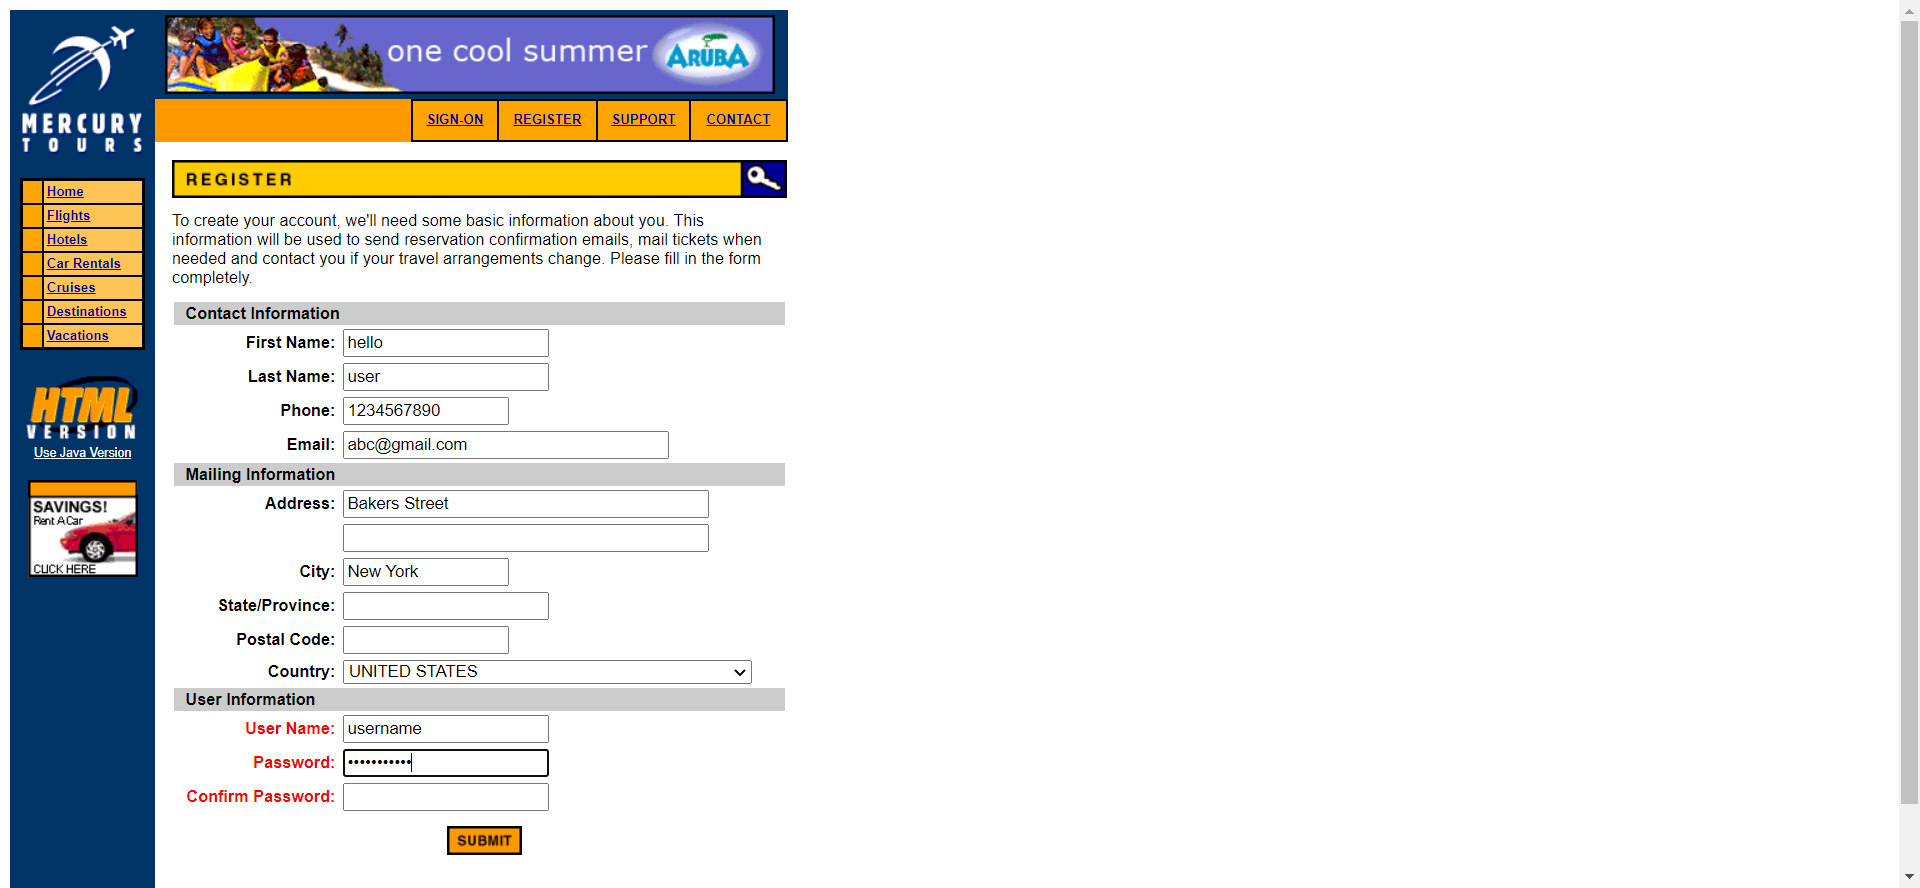 one cool summer ARUBA
MERCURY
TOURS
SIGN-ON REGISTER SUPPORT CONTACT
REGISTER
Home
Flights
Hotels
Car Rentals
Cruises
Destinations
Vacations
HTML
VERSION
Use Java Version
SAVINGS!
Rent A Car
CLICK HERE
To create your account, we'll need some basic information about you. This
information will be used to send reservation confirmation emails, mail tickets when
needed and contact you if your travel arrangements change. Please fill in the form
completely.
Contact Information
First Name: hello
Last Name: user
Phone: 1234567890
Email: abc@gmail.com
Mailing Information
Address: Bakers Street
City: New York
State/Province:
Postal Code:
Country: UNITED STATES
User Information
User Name: username
Password: •••••••••••
Confirm Password:
SUBMIT